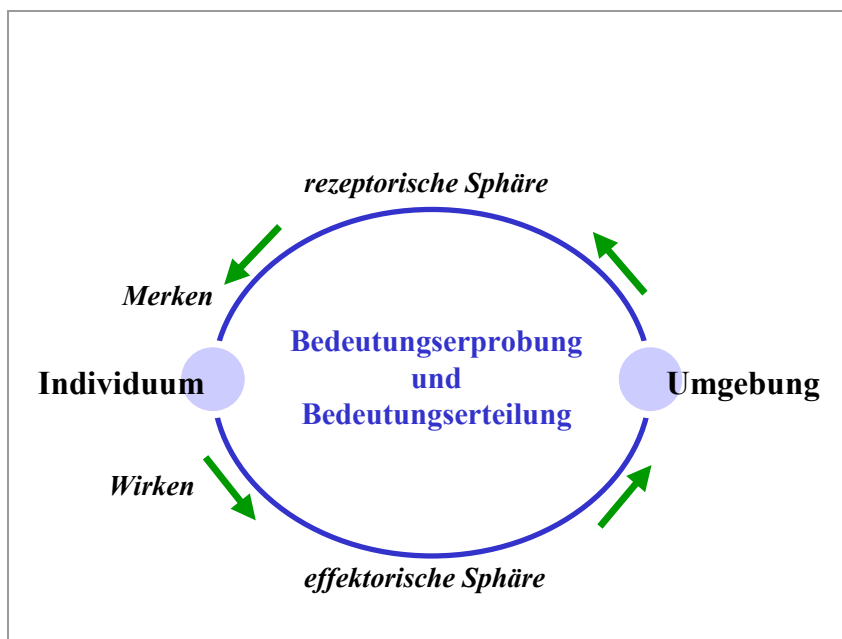 rezeptorische Sphäre
Merken
Bedeutungserprobung
und
Bedeutungserteilung
Individuum
Umgebung
Wirken
effektorische Sphäre